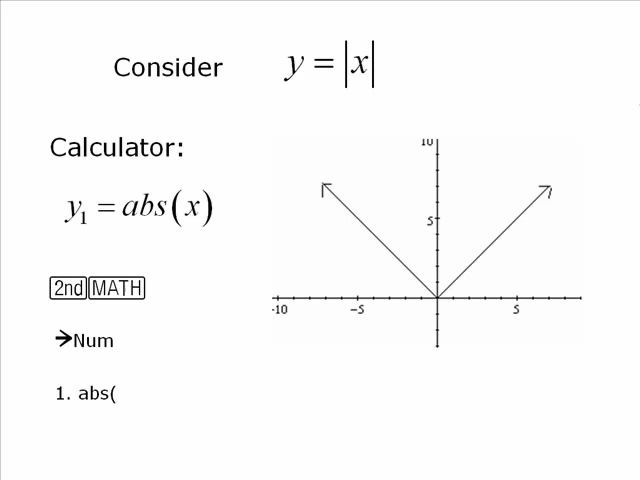 Consider y = |x|
Calculator:
y₁ = abs(x)
2nd MATH
→Num
1. abs(
10
5
-10 -5 5